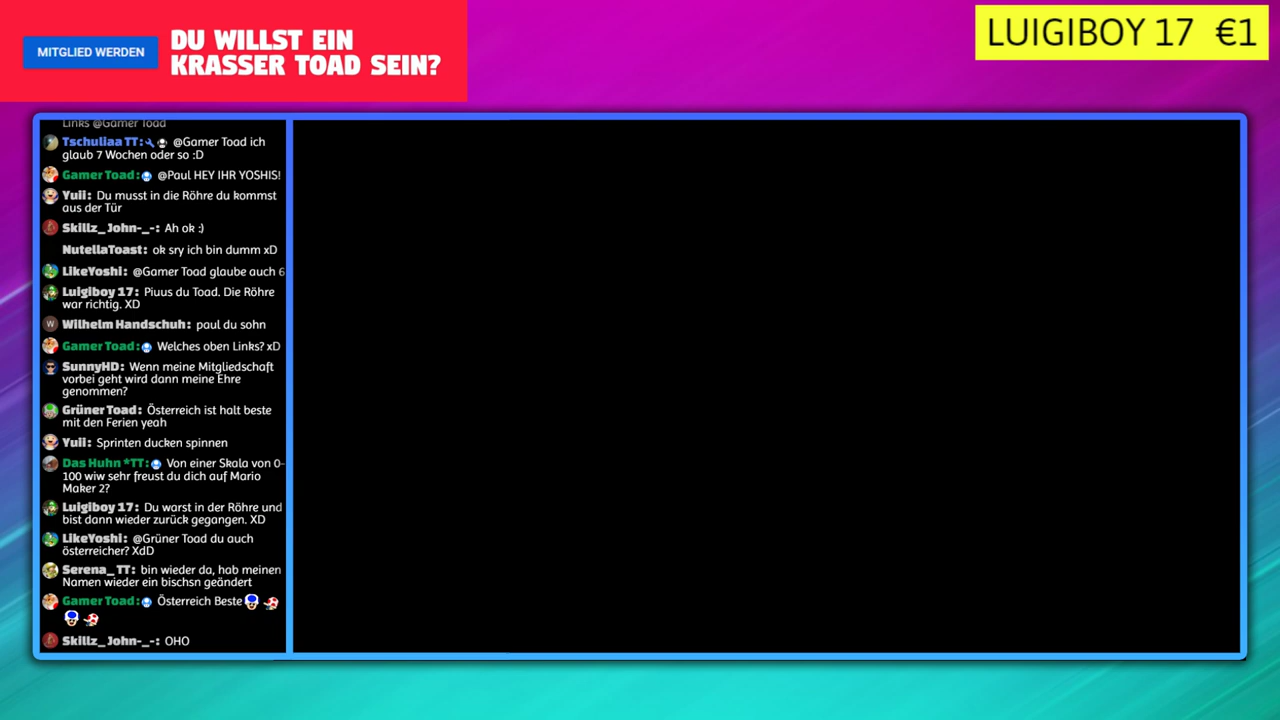 MITGLIED WERDEN
DU WILLST EIN
KRASSER TOAD SEIN?
LUIGIBOY 17 €1
Links @Gamer Toad
Tschuliaa TT: @Gamer Toad ich
glaub 7 Wochen oder so :D
Gamer Toad: @Paul HEY IHR YOSHIS!
Yuii: Du musst in die Röhre du kommst
aus der Tür
Skillz_John-_-: Ah ok :)
NutellaToast: ok sry ich bin dumm xD
LikeYoshi: @Gamer Toad glaube auch 6
Luigiboy 17: Piuus du Toad. Die Röhre
war richtig. XD
W
Wilhelm Handschuh: paul du sohn
Gamer Toad: Welches oben Links? xD
SunnyHD: Wenn meine Mitgliedschaft
vorbei geht wird dann meine Ehre
genommen?
Grüner Toad: Österreich ist halt beste
mit den Ferien yeah
Yuii: Sprinten ducken spinnen
Das Huhn *TT: Von einer Skala von 0-
100 wiw sehr freust du dich auf Mario
Maker 2?
Luigiboy 17: Du warst in der Röhre und
bist dann wieder zurück gegangen. XD
LikeYoshi: @Grüner Toad du auch
österreicher? XdD
Serena_TT: bin wieder da, hab meinen
Namen wieder ein bischsn geändert
Gamer Toad: Österreich Beste
Skillz_John-_-: OHO